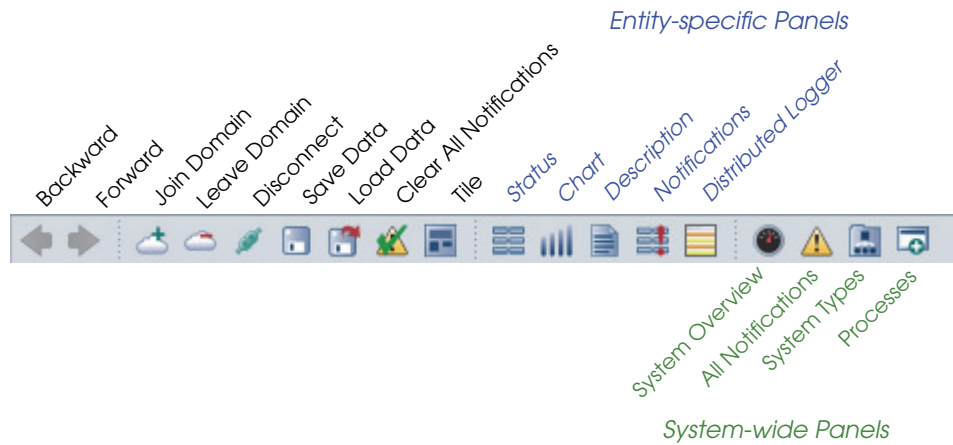 Entity-specific Panels
Backward
Forward
Join Domain
Leave Domain
Disconnect
Save Data
Load Data
Clear All Notifications
Tile
Status
Chart
Description
Notifications
Distributed Logger
System Overview
All Notifications
System Types
Processes
System-wide Panels